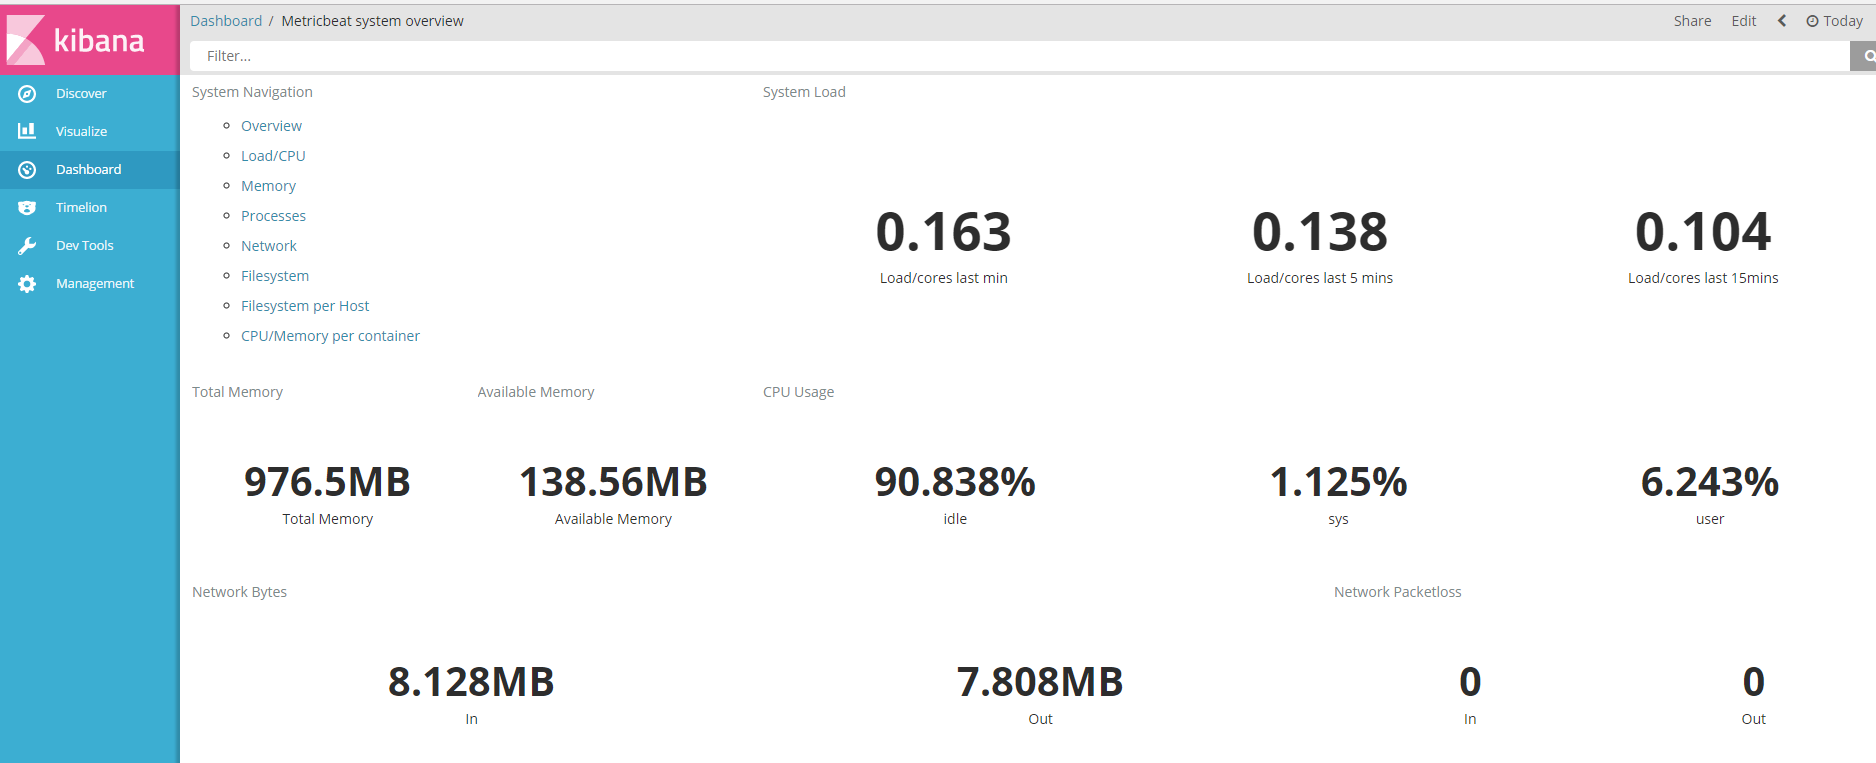 kibana
Discover
Visualize
Dashboard
Timelion
Dev Tools
Management
Dashboard / Metricbeat system overview
Share Edit Today
Filter...
System Navigation
Overview
Load/CPU
Memory
Processes
Network
Filesystem
Filesystem per Host
CPU/Memory per container
System Load
0.163 0.138 0.104
Load/cores last min Load/cores last 5 mins Load/cores last 15mins
Total Memory Available Memory CPU Usage
976.5MB 138.56MB 90.838% 1.125% 6.243%
Total Memory Available Memory idle sys user
Network Bytes Network Packetloss
8.128MB 7.808MB 0 0
In Out In Out